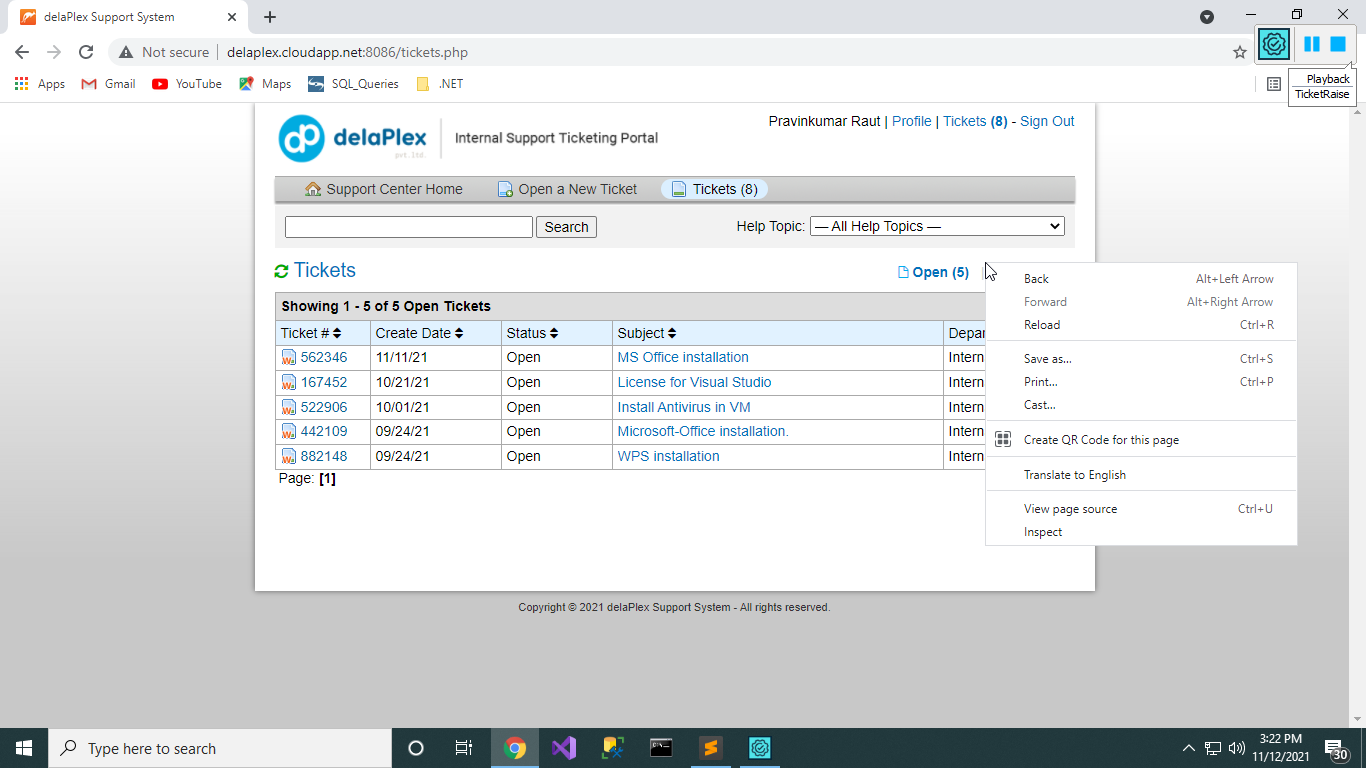 delaPlex Support System
Not secure delaplex.cloudapp.net:8086/tickets.php
Apps Gmail YouTube Maps SQL_Queries .NET
Playback
TicketRaise
delaPlex
pvt.ltd.
Internal Support Ticketing Portal
Pravinkumar Raut | Profile | Tickets (8) - Sign Out
Support Center Home Open a New Ticket Tickets (8)
Search Help Topic: — All Help Topics —
Tickets Open (5)
Showing 1 - 5 of 5 Open Tickets
Ticket # Create Date Status Subject
562346 11/11/21 Open MS Office installation
167452 10/21/21 Open License for Visual Studio
522906 10/01/21 Open Install Antivirus in VM
442109 09/24/21 Open Microsoft-Office installation.
882148 09/24/21 Open WPS installation
Page: [1]
Back Alt+Left Arrow
Forward Alt+Right Arrow
Reload Ctrl+R
Save as... Ctrl+S
Print... Ctrl+P
Cast...
Create QR Code for this page
Translate to English
View page source Ctrl+U
Inspect
Copyright © 2021 delaPlex Support System - All rights reserved.
Type here to search
3:22 PM
11/12/2021
30